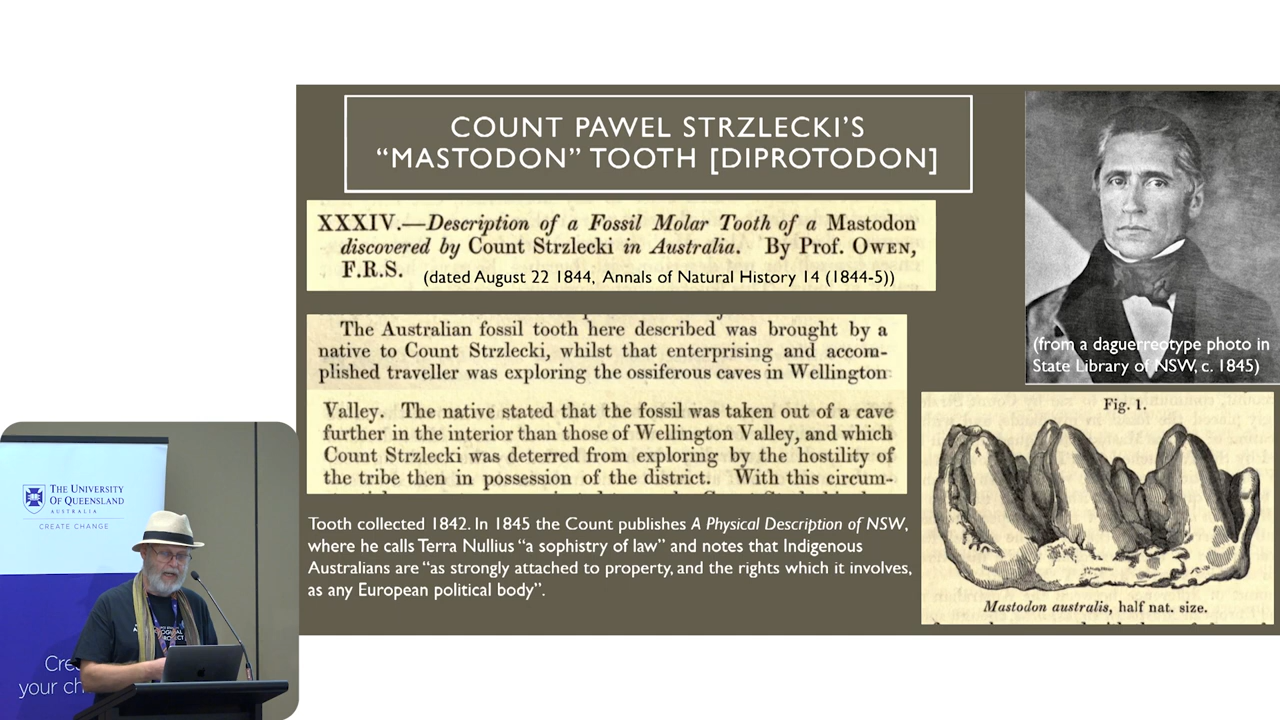 COUNT PAWEL STRZLECKI’S
“MASTODON” TOOTH [DIPROTODON]
XXXIV.—Description of a Fossil Molar Tooth of a Mastodon
discovered by Count Strzlecki in Australia. By Prof. OWEN,
F.R.S.
(dated August 22 1844, Annals of Natural History 14 (1844-5))
The Australian fossil tooth here described was brought by a
native to Count Strzlecki, whilst that enterprising and accom-
plished traveller was exploring the ossiferous caves in Wellington
Valley. The native stated that the fossil was taken out of a cave
further in the interior than those of Wellington Valley, and which
Count Strzlecki was deterred from exploring by the hostility of
the tribe then in possession of the district. With this circum-
Tooth collected 1842. In 1845 the Count publishes A Physical Description of NSW,
where he calls Terra Nullius “a sophistry of law” and notes that Indigenous
Australians are “as strongly attached to property, and the rights which it involves,
as any European political body”.
(from a daguerreotype photo in
State Library of NSW, c. 1845)
Fig. 1.
Mastodon australis, half nat. size.
THE UNIVERSITY
OF QUEENSLAND
AUSTRALIA
CREATE CHANGE
your